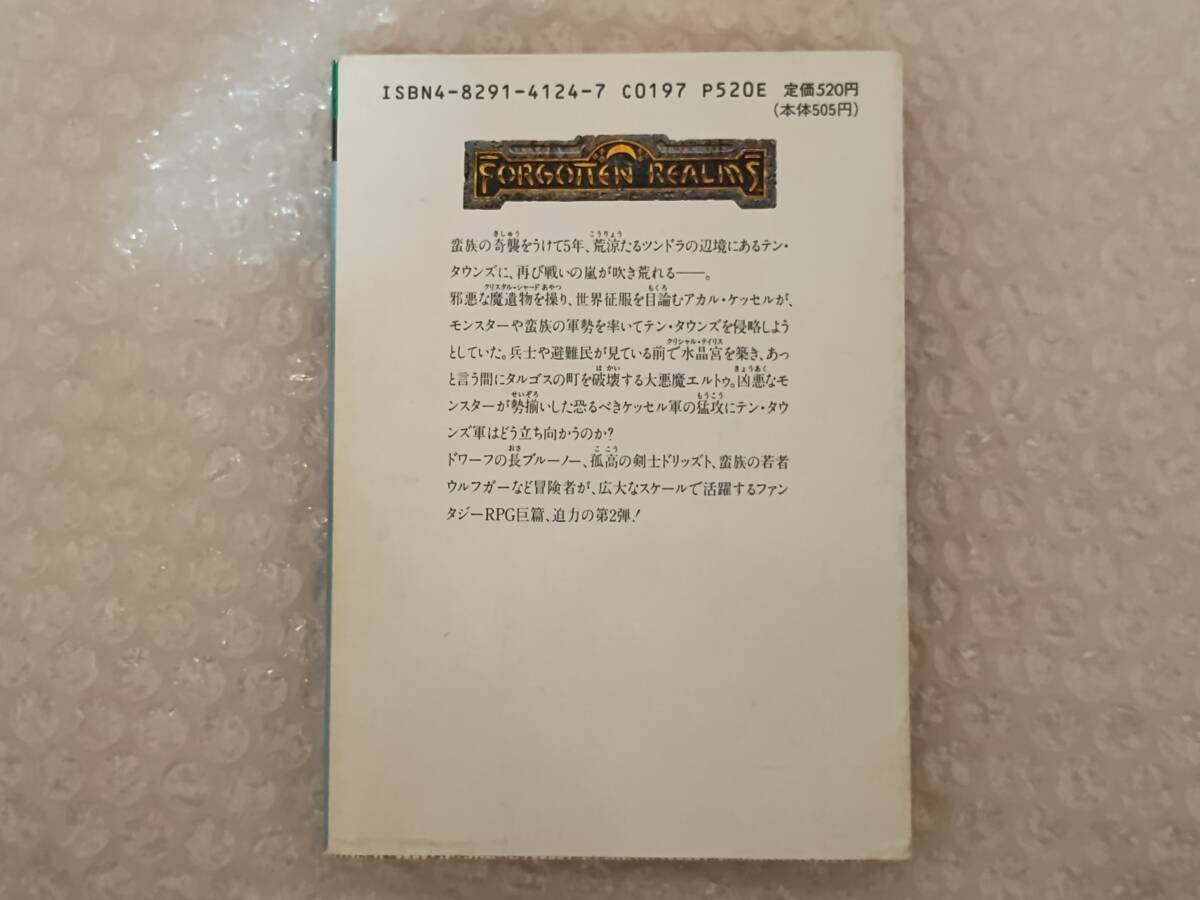 ISBN4-8291-4124-7 C0197 P520E 定価520円
(本体505円)
FORGOTTEN REALMS
蛮族の奇襲をうけて5年、荒涼たるツンドラの辺境にあるテン・
タウンズに、再び戦いの嵐が吹き荒れる——。
邪悪な魔遺物を操り、世界征服を目論むアカル・ケッセルが、
モンスターや蛮族の軍勢を率いてテン・タウンズを侵略しよう
としていた。兵士や避難民が見ている前で水晶宮を築き、あっ
と言う間にタルゴスの町を破壊する大悪魔エルトゥ。凶悪なモ
ンスターが勢揃いした恐るべきケッセル軍の猛攻にテン・タウ
ンズ軍はどう立ち向かうのか?
ドワーフの長ブルーノー、孤高の剣士ドリッズト、蛮族の若者
ウルフガーなど冒険者が、広大なスケールで活躍するファン
タジーRPG巨篇、迫力の第2弾!